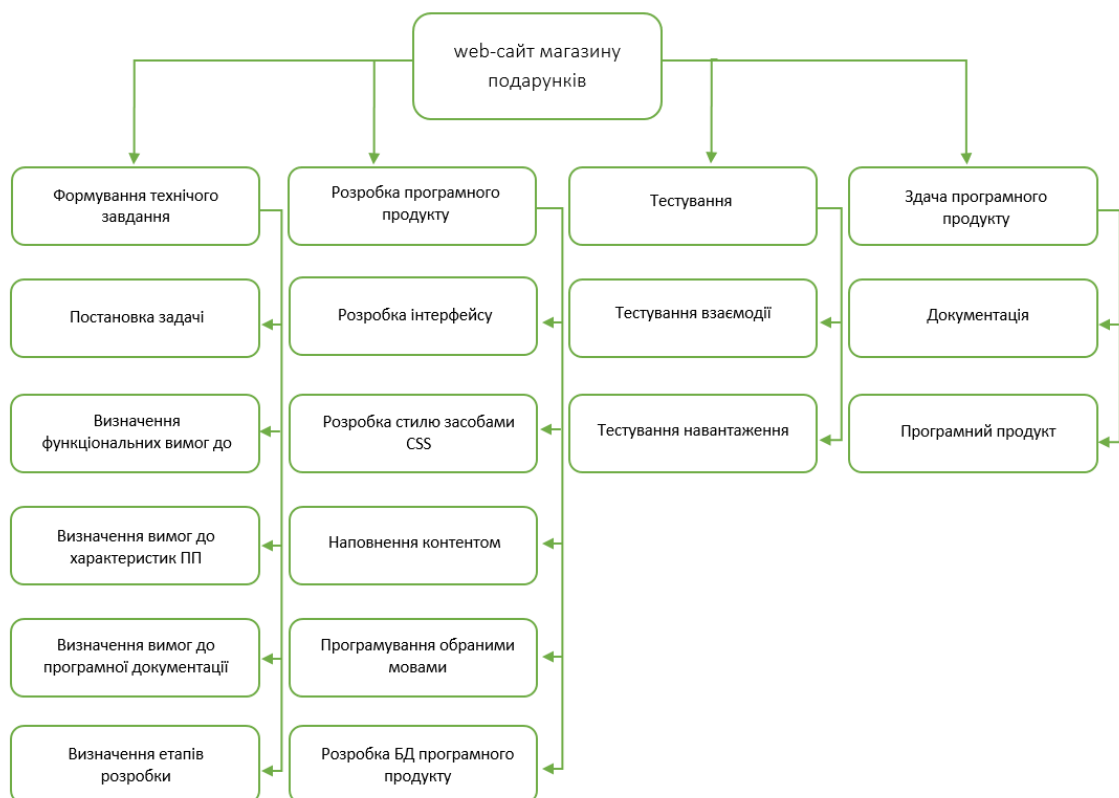 web-сайт магазину
подарунків
Формування технічого
завдання
Розробка програмного
продукту
Тестування
Здача програмного
продукту
Постановка задачі
Розробка інтерфейсу
Тестування взаємодії
Документація
Визначення
функціональних вимог до
Розробка стилю засобами
CSS
Тестування навантаження
Програмний продукт
Визначення вимог до
характеристик ПП
Наповнення контентом
Визначення вимог до
програмної документації
Програмування обраними
мовами
Визначення етапів
розробки
Розробка БД програмного
продукту